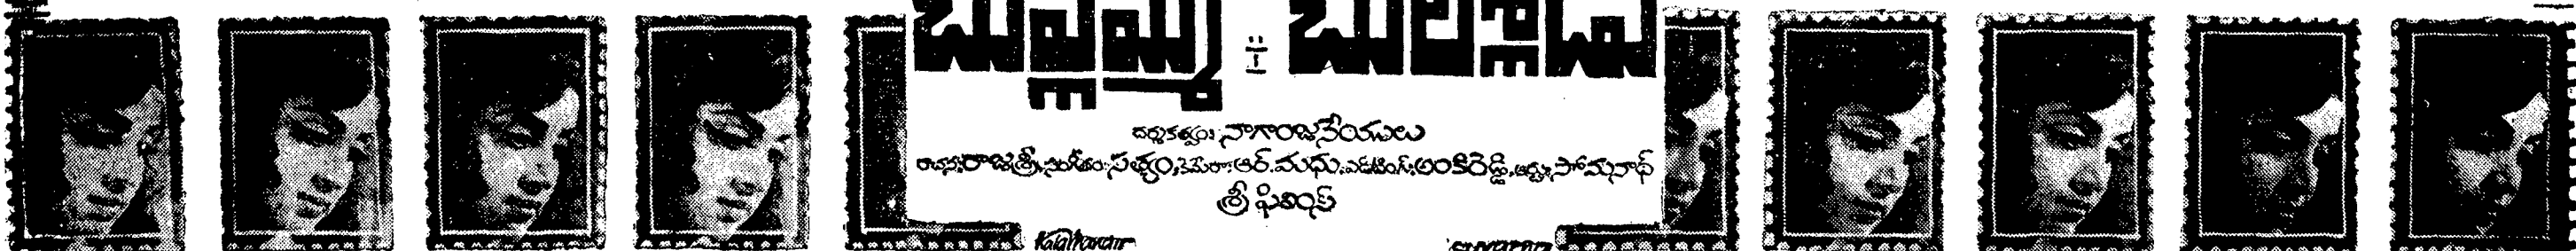 బుల్లెమ్మ బుల్లోడు
దర్శకత్వం: నాగాంజనేయులు
రచన: రాజశ్రీ, సంగీతం: సత్యం, కెమేరా: ఆర్. మధు, ఎడిటింగ్: అంకిరెడ్డి, ఆర్ట్: సోమనాథ్
శ్రీ ఫిలింస్